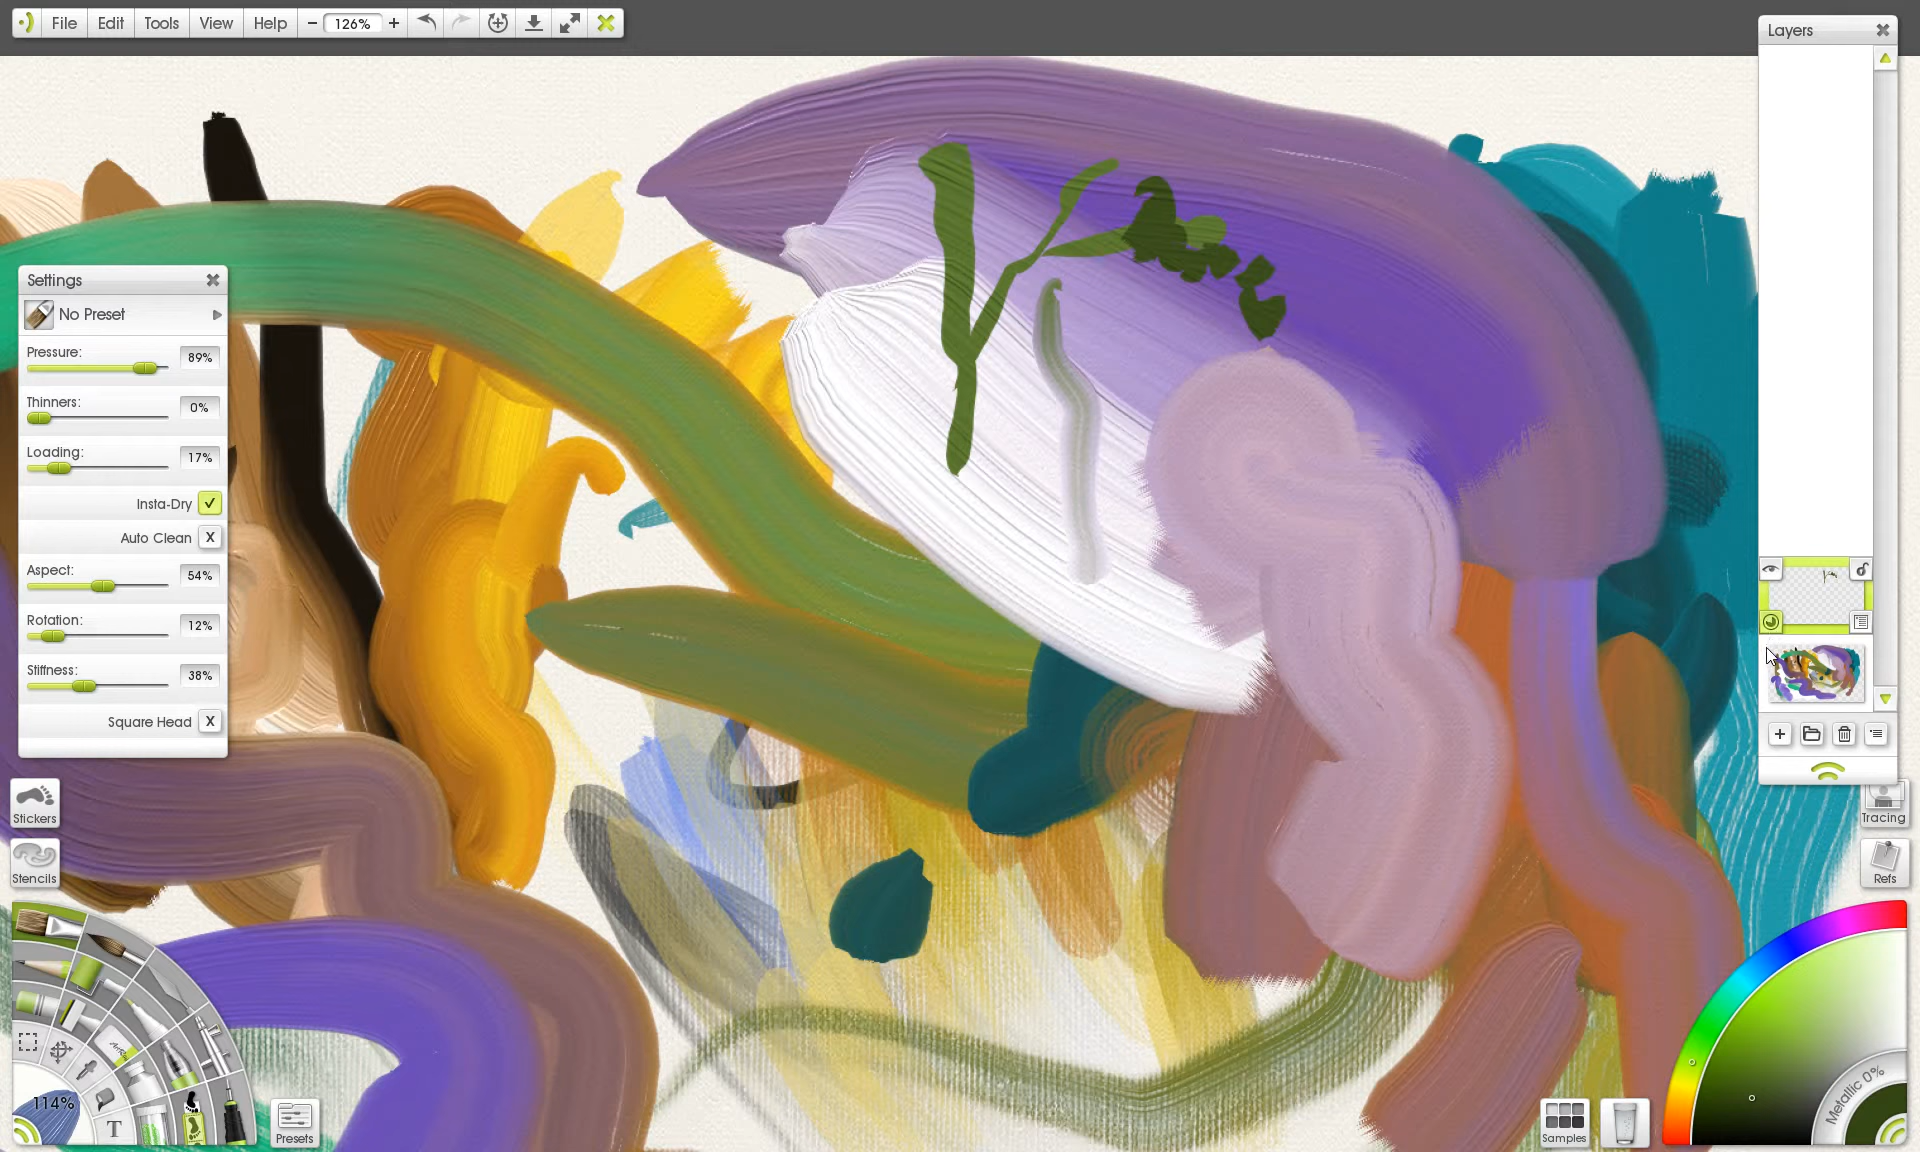 File Edit Tools View Help 126%
Layers
Settings
No Preset
Pressure: 89%
Thinners: 0%
Loading: 17%
Insta-Dry
Auto Clean X
Aspect: 54%
Rotation: 12%
Stiffness: 38%
Square Head X
Stickers
Stencils
Tracing
Refs
114%
T
Presets
Samples
Metallic 0%